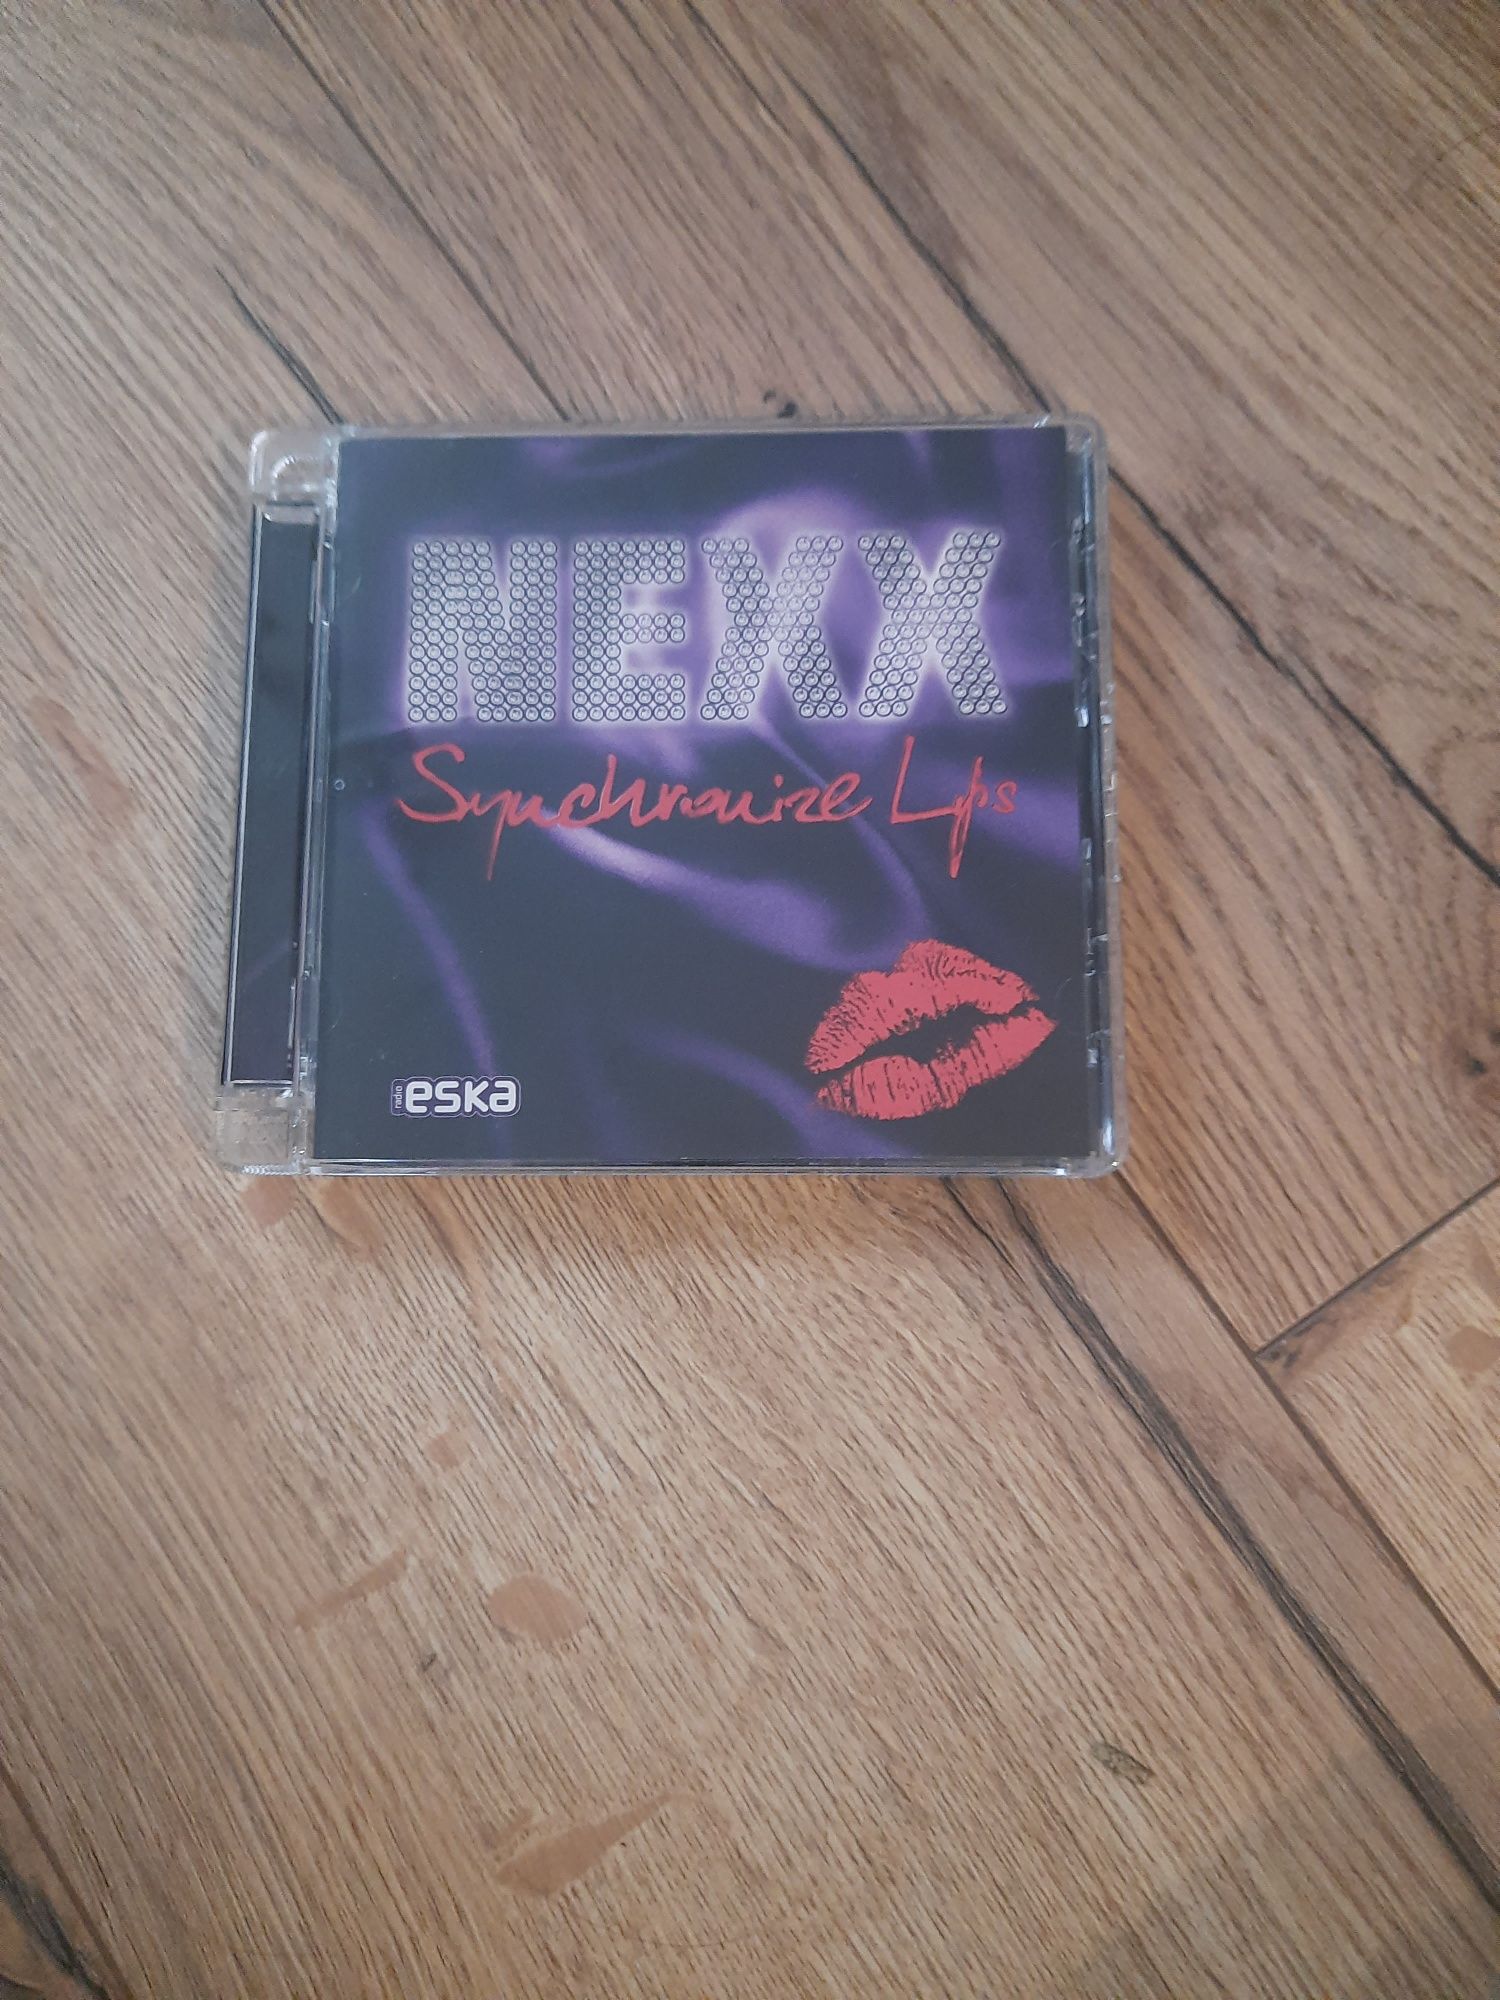 NEXX
Synchronize Lips
radio eska